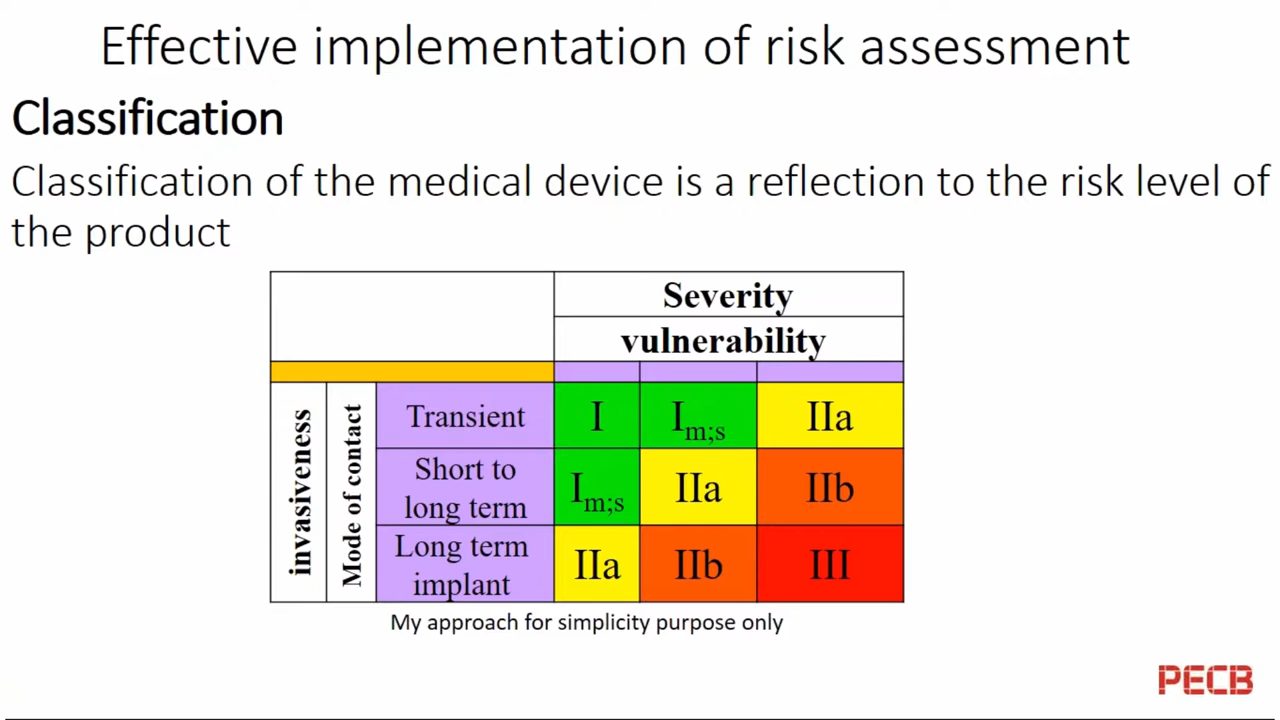 Effective implementation of risk assessment
Classification
Classification of the medical device is a reflection to the risk level of
the product
Severity
vulnerability
invasiveness
Mode of contact
Transient
I
Im;s
IIa
Short to
long term
Im;s
IIa
IIb
Long term
implant
IIa
IIb
III
My approach for simplicity purpose only
PECB